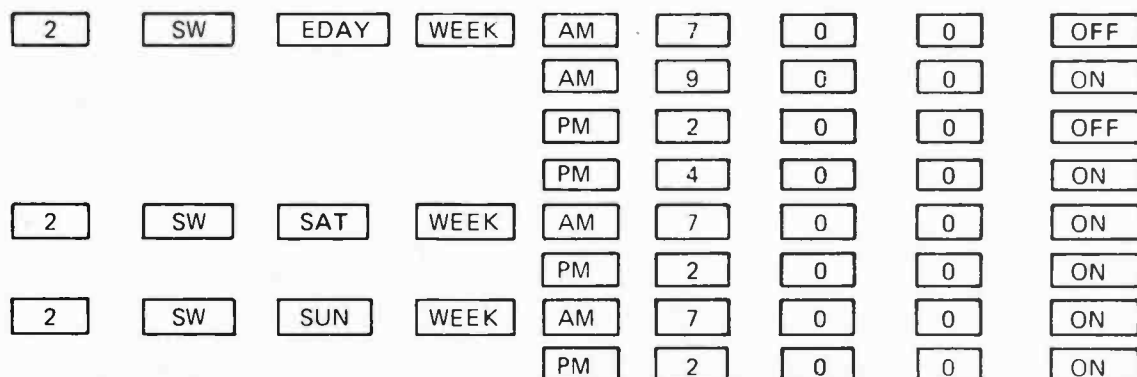 2 SW EDAY WEEK AM 7 0 0 OFF
AM 9 0 0 ON
PM 2 0 0 OFF
PM 4 0 0 ON
2 SW SAT WEEK AM 7 0 0 ON
PM 2 0 0 ON
2 SW SUN WEEK AM 7 0 0 ON
PM 2 0 0 ON